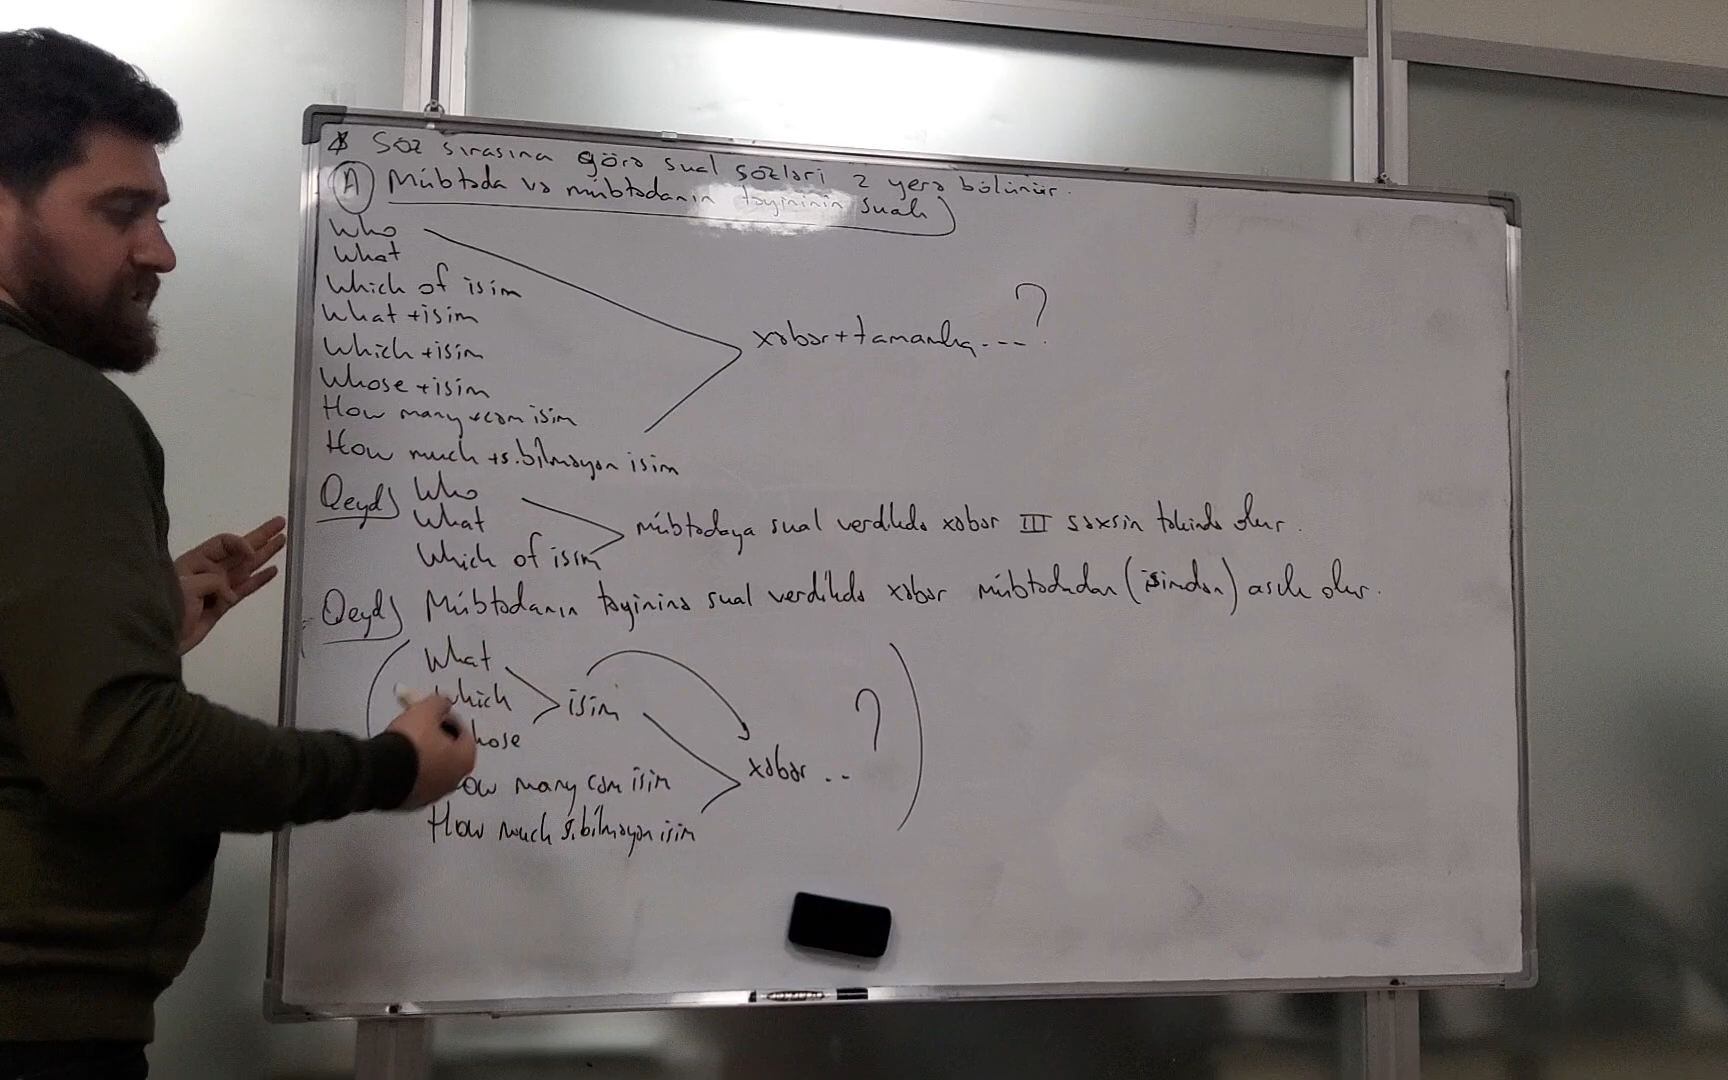 Söz sırasına görə sual sözləri 2 yerə bölünür.
A) Mübtəda və mübtədanın təyininin sualı
Who
What
Which of isim
What + isim
Which + isim
Whose + isim
How many + cəm isim
How much + s. bilməyən isim
xəbər + tamamlıq ---?
Qeyd) Who
What
Which of isim
mübtədaya sual verdikdə xəbər III şəxsin təkində olur.
Qeyd) Mübtədanın təyininə sual verdikdə xəbər mübtədadan (isimdən) asılı olur.
What
Which
hose
isim
ow many cəm isim
How much s. bilməyən isim
xəbər ..?